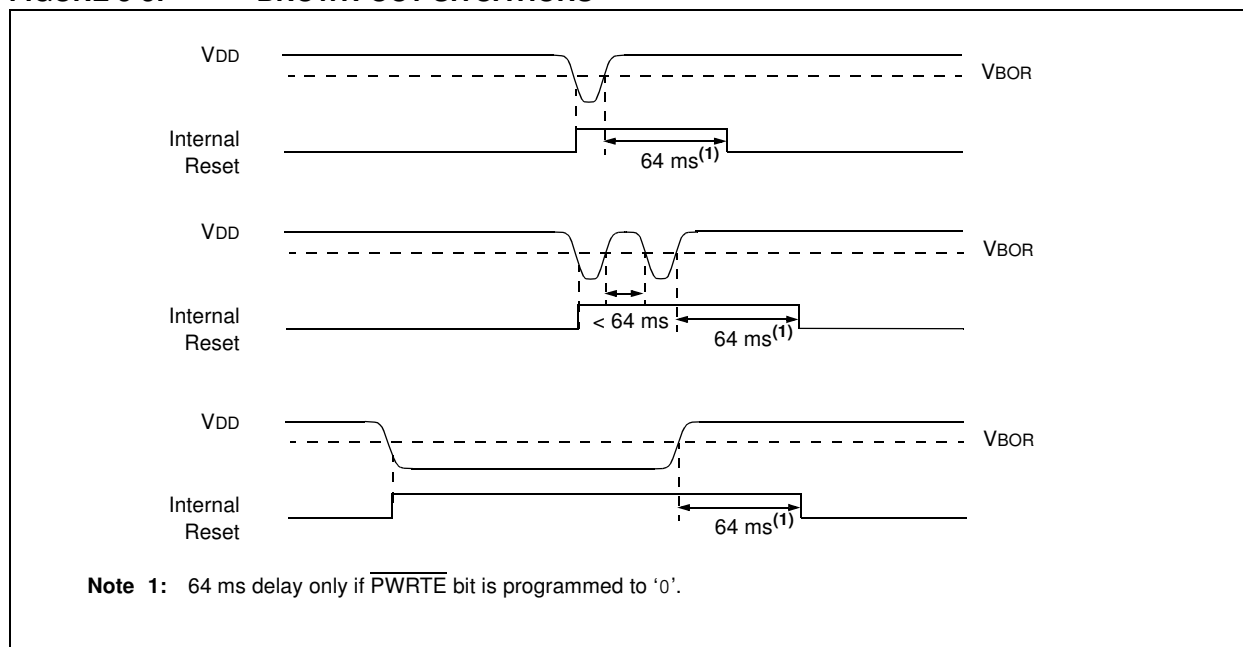 VDD
VBOR
Internal
Reset
64 ms(1)
VDD
VBOR
Internal
Reset
< 64 ms
64 ms(1)
VDD
VBOR
Internal
Reset
64 ms(1)
Note 1: 64 ms delay only if PWRTE bit is programmed to ‘0’.